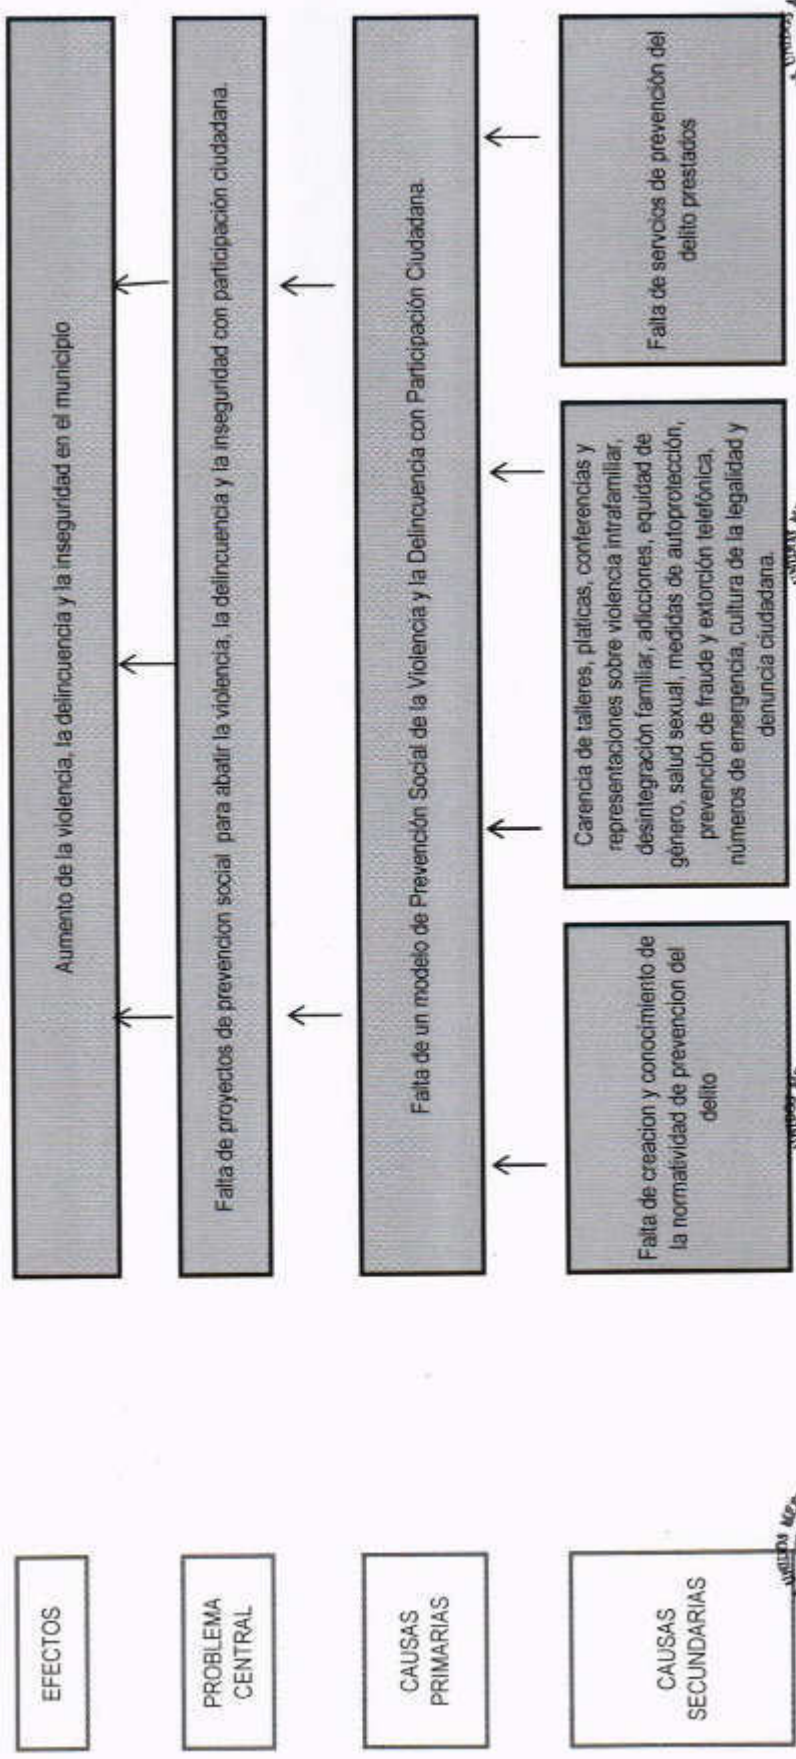 EFECTOS
Aumento de la violencia, la delincuencia y la inseguridad en el municipio
PROBLEMA
CENTRAL
Falta de proyectos de prevencion social para abatir la violencia, la delincuencia y la inseguridad con participación ciudadana.
CAUSAS
PRIMARIAS
Falta de un modelo de Prevención Social de la Violencia y la Delincuencia con Participación Ciudadana.
CAUSAS
SECUNDARIAS
Falta de creacion y conocimiento de
la normatividad de prevencion del
delito
Carencia de talleres, platicas, conferencias y
representaciones sobre violencia intrafamiliar,
desintegración familiar, adicciones, equidad de
género, salud sexual, medidas de autoprotección,
prevención de fraude y extorción telefónica,
números de emergencia, cultura de la legalidad y
denuncia ciudadana.
Falta de servcios de prevención del
delito prestados